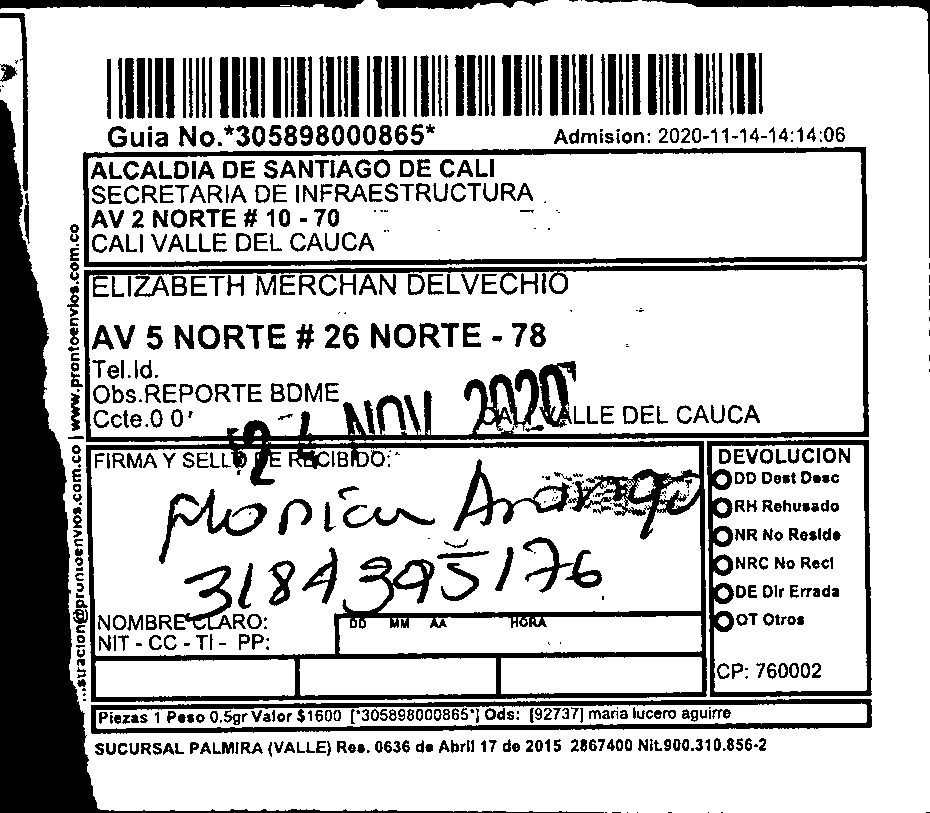 Guia No.*305898000865*
Admision: 2020-11-14-14:14:06
ALCALDIA DE SANTIAGO DE CALI
SECRETARIA DE INFRAESTRUCTURA
AV 2 NORTE # 10 - 70
CALI VALLE DEL CAUCA
ELIZABETH MERCHAN DELVECHIO
AV 5 NORTE # 26 NORTE - 78
Tel.Id.
Obs.REPORTE BDME
Ccte.0 0'
CALI VALLE DEL CAUCA
24 NOV 2020
FIRMA Y SELLO DE RECIBIDO:
Monica Arango
3184395176
NOMBRE CLARO:
NIT - CC - TI - PP:
DD MM AA HORA
DEVOLUCION
DD Dest Desc
RH Rehusado
NR No Reside
NRC No Recl
DE Dir Errada
OT Otros
CP: 760002
Piezas 1 Peso 0.5gr Valor $1600 [*305898000865*] Ods: [92737] maria lucero aguirre
SUCURSAL PALMIRA (VALLE) Res. 0636 de Abril 17 de 2015 2867400 Nit.900.310.856-2
...stracion@prontoenvios.com.co | www.prontoenvios.com.co